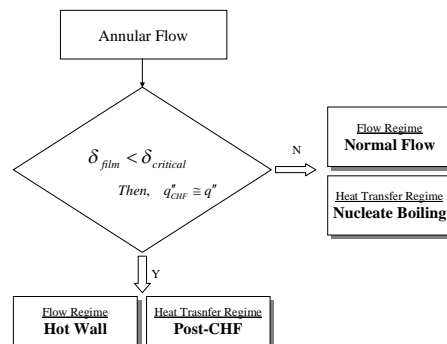 Annular Flow
δ_film < δ_critical
Then, q″_CHF ≅ q″
N
Flow Regime
Normal Flow
Heat Transfer Regime
Nucleate Boiling
Y
Flow Regime
Hot Wall
Heat Trasnfer Regime
Post-CHF